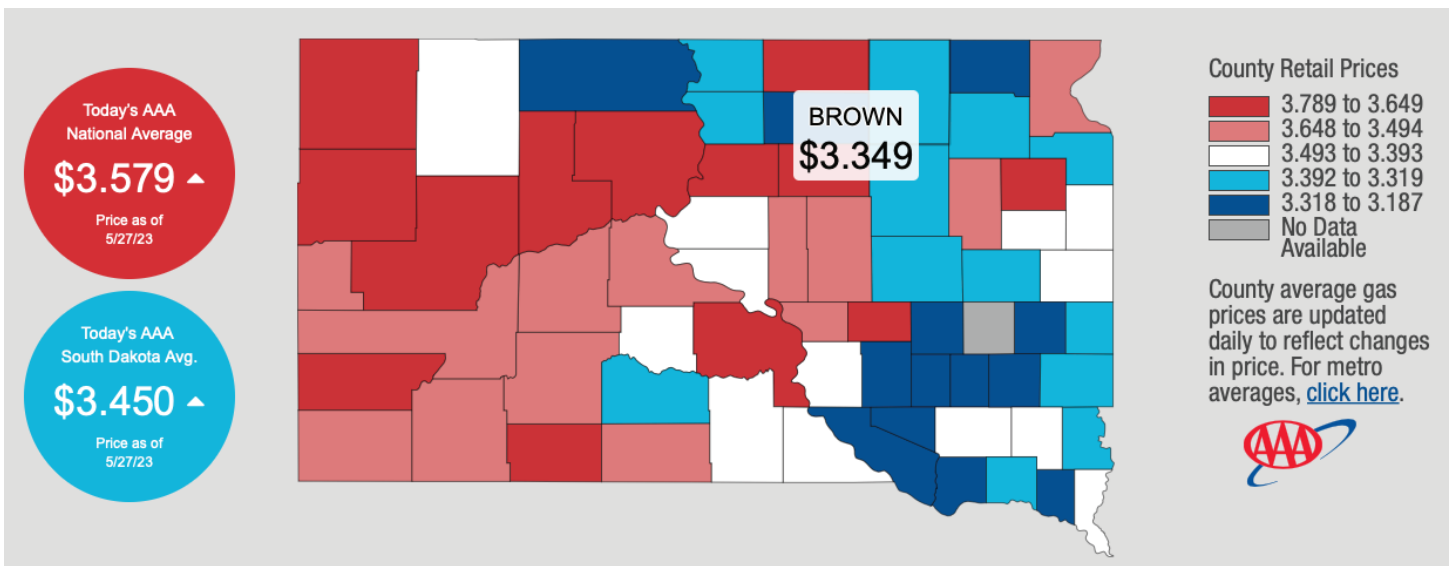 Today's AAA
National Average
$3.579
Price as of
5/27/23
Today's AAA
South Dakota Avg.
$3.450
Price as of
5/27/23
BROWN
$3.349
County Retail Prices
3.789 to 3.649
3.648 to 3.494
3.493 to 3.393
3.392 to 3.319
3.318 to 3.187
No Data
Available
County average gas
prices are updated
daily to reflect changes
in price. For metro
averages, click here.
AAA